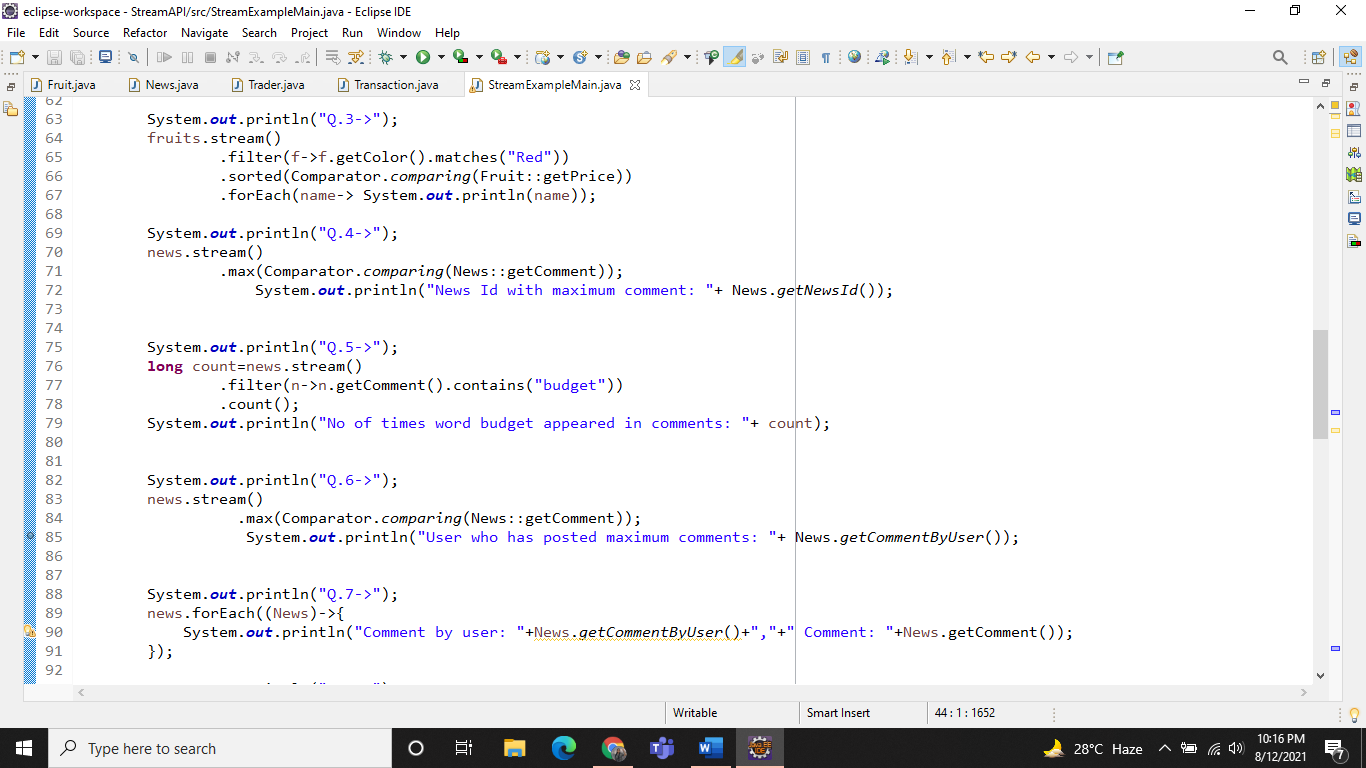 eclipse-workspace - StreamAPI/src/StreamExampleMain.java - Eclipse IDE
File Edit Source Refactor Navigate Search Project Run Window Help
Fruit.java News.java Trader.java Transaction.java StreamExampleMain.java
62
63 System.out.println("Q.3->");
64 fruits.stream()
65 .filter(f->f.getColor().matches("Red"))
66 .sorted(Comparator.comparing(Fruit::getPrice))
67 .forEach(name-> System.out.println(name));
68
69 System.out.println("Q.4->");
70 news.stream()
71 .max(Comparator.comparing(News::getComment));
72 System.out.println("News Id with maximum comment: "+ News.getNewsId());
73
74
75 System.out.println("Q.5->");
76 long count=news.stream()
77 .filter(n->n.getComment().contains("budget"))
78 .count();
79 System.out.println("No of times word budget appeared in comments: "+ count);
80
81
82 System.out.println("Q.6->");
83 news.stream()
84 .max(Comparator.comparing(News::getComment));
85 System.out.println("User who has posted maximum comments: "+ News.getCommentByUser());
86
87
88 System.out.println("Q.7->");
89 news.forEach((News)->{
90 System.out.println("Comment by user: "+News.getCommentByUser()+","+" Comment: "+News.getComment());
91 });
92
Writable Smart Insert 44 : 1 : 1652
Type here to search
28°C Haze
10:16 PM
8/12/2021
7